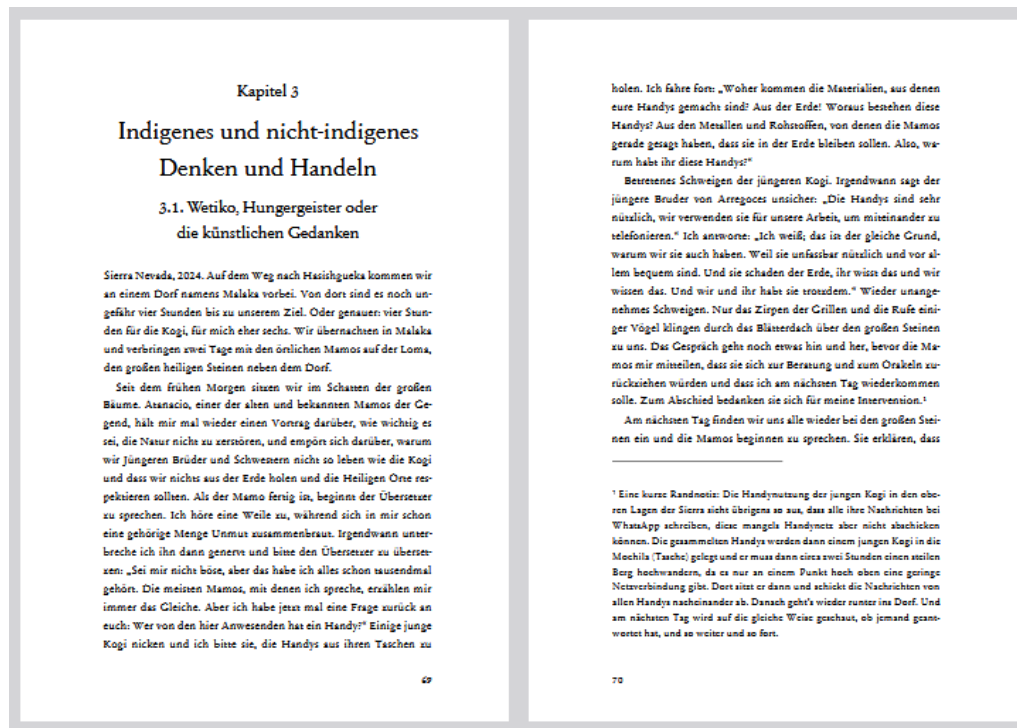 Kapitel 3
Indigenes und nicht-indigenes
Denken und Handeln
3.1. Wetiko, Hungergeister oder
die künstlichen Gedanken
Sierra Nevada, 2024. Auf dem Weg nach Hasishgueka kommen wir
an einem Dorf namens Malaka vorbei. Von dort sind es noch un-
gefähr vier Stunden bis zu unserem Ziel. Oder genauer: vier Stun-
den für die Kogi, für mich eher sechs. Wir übernachten in Malaka
und verbringen zwei Tage mit den örtlichen Mamos auf der Loma,
den großen heiligen Steinen neben dem Dorf.
Seit dem frühen Morgen sitzen wir im Schatten der großen
Bäume. Atanacio, einer der alten und bekannten Mamos der Ge-
gend, hält mir mal wieder einen Vortrag darüber, wie wichtig es
sei, die Natur nicht zu zerstören, und empört sich darüber, warum
wir Jüngeren Brüder und Schwestern nicht so leben wie die Kogi
und dass wir nichts aus der Erde holen und die Heiligen Orte res-
pektieren sollten. Als der Mamo fertig ist, beginnt der Übersetzer
zu sprechen. Ich höre eine Weile zu, während sich in mir schon
eine gehörige Menge Unmut zusammenbraut. Irgendwann unter-
breche ich ihn dann genervt und bitte den Übersetzer zu überset-
zen: „Sei mir nicht böse, aber das habe ich alles schon tausendmal
gehört. Die meisten Mamos, mit denen ich spreche, erzählen mir
immer das Gleiche. Aber ich habe jetzt mal eine Frage zurück an
euch: Wer von den hier Anwesenden hat ein Handy?“ Einige junge
Kogi nicken und ich bitte sie, die Handys aus ihren Taschen zu
69
holen. Ich fahre fort: „Woher kommen die Materialien, aus denen
eure Handys gemacht sind? Aus der Erde! Woraus bestehen diese
Handys? Aus den Metallen und Rohstoffen, von denen die Mamos
gerade gesagt haben, dass sie in der Erde bleiben sollen. Also, wa-
rum habt ihr diese Handys?“
Betretenes Schweigen der jüngeren Kogi. Irgendwann sagt der
jüngere Bruder von Arregoces unsicher: „Die Handys sind sehr
nützlich, wir verwenden sie für unsere Arbeit, um miteinander zu
telefonieren.“ Ich antworte: „Ich weiß; das ist der gleiche Grund,
warum wir sie auch haben. Weil sie unfassbar nützlich und vor al-
lem bequem sind. Und sie schaden der Erde, ihr wisst das und wir
wissen das. Und wir und ihr habt sie trotzdem.“ Wieder unange-
nehmes Schweigen. Nur das Zirpen der Grillen und die Rufe eini-
ger Vögel klingen durch das Blätterdach über den großen Steinen
zu uns. Das Gespräch geht noch etwas hin und her, bevor die Ma-
mos mir mitteilen, dass sie sich zur Beratung und zum Orakeln zu-
rückziehen würden und dass ich am nächsten Tag wiederkommen
solle. Zum Abschied bedanken sie sich für meine Intervention.¹
Am nächsten Tag finden wir uns alle wieder bei den großen Stei-
nen ein und die Mamos beginnen zu sprechen. Sie erklären, dass
¹ Eine kurze Randnotiz: Die Handynutzung der jungen Kogi in den obe-
ren Lagen der Sierra sieht übrigens so aus, dass alle ihre Nachrichten bei
WhatsApp schreiben, diese mangels Handynetz aber nicht abschicken
können. Die gesammelten Handys werden dann einem jungen Kogi in die
Mochila (Tasche) gelegt und er muss dann circa zwei Stunden einen steilen
Berg hochwandern, da es nur an einem Punkt hoch oben eine geringe
Netzverbindung gibt. Dort sitzt er dann und schickt die Nachrichten von
allen Handys nacheinander ab. Danach geht's wieder runter ins Dorf. Und
am nächsten Tag wird auf die gleiche Weise geschaut, ob jemand geant-
wortet hat, und so weiter und so fort.
70